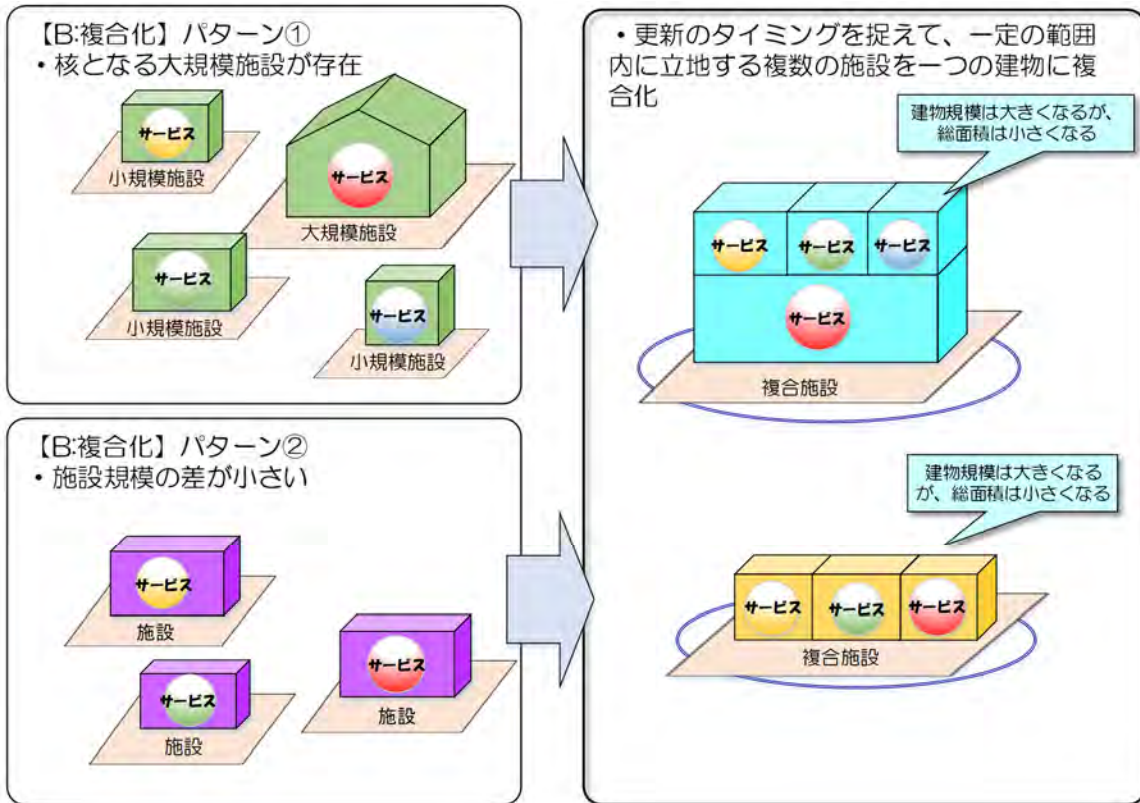 【B:複合化】パターン①
・核となる大規模施設が存在
サービス
小規模施設
サービス
大規模施設
サービス
小規模施設
サービス
小規模施設
【B:複合化】パターン②
・施設規模の差が小さい
サービス
施設
サービス
施設
サービス
施設
・更新のタイミングを捉えて、一定の範囲
内に立地する複数の施設を一つの建物に複
合化
建物規模は大きくなるが、
総面積は小さくなる
サービス サービス サービス
サービス
複合施設
建物規模は大きくなる
が、総面積は小さくなる
サービス サービス サービス
複合施設